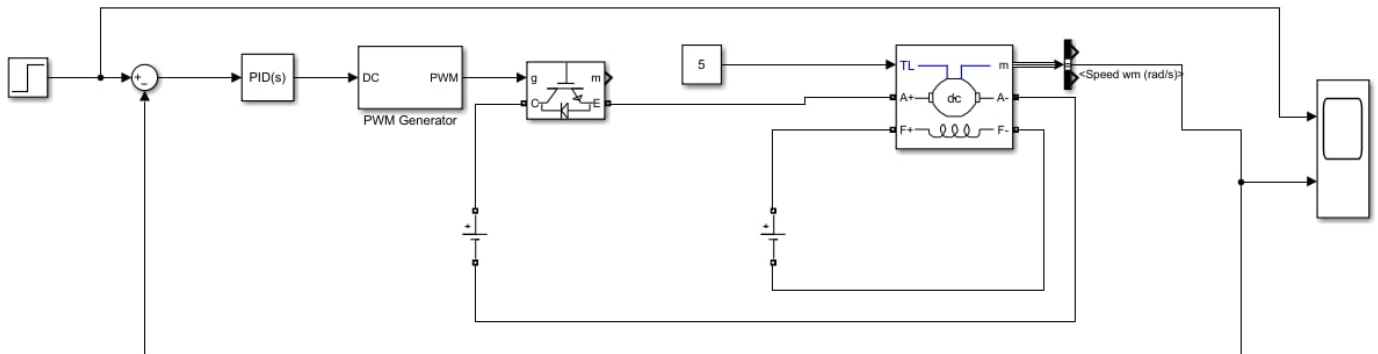 +
−
PID(s)
DC
PWM
PWM Generator
g
m
C
E
5
TL
m
A+
dc
A-
F+
F-
<Speed wm (rad/s)>
+
+